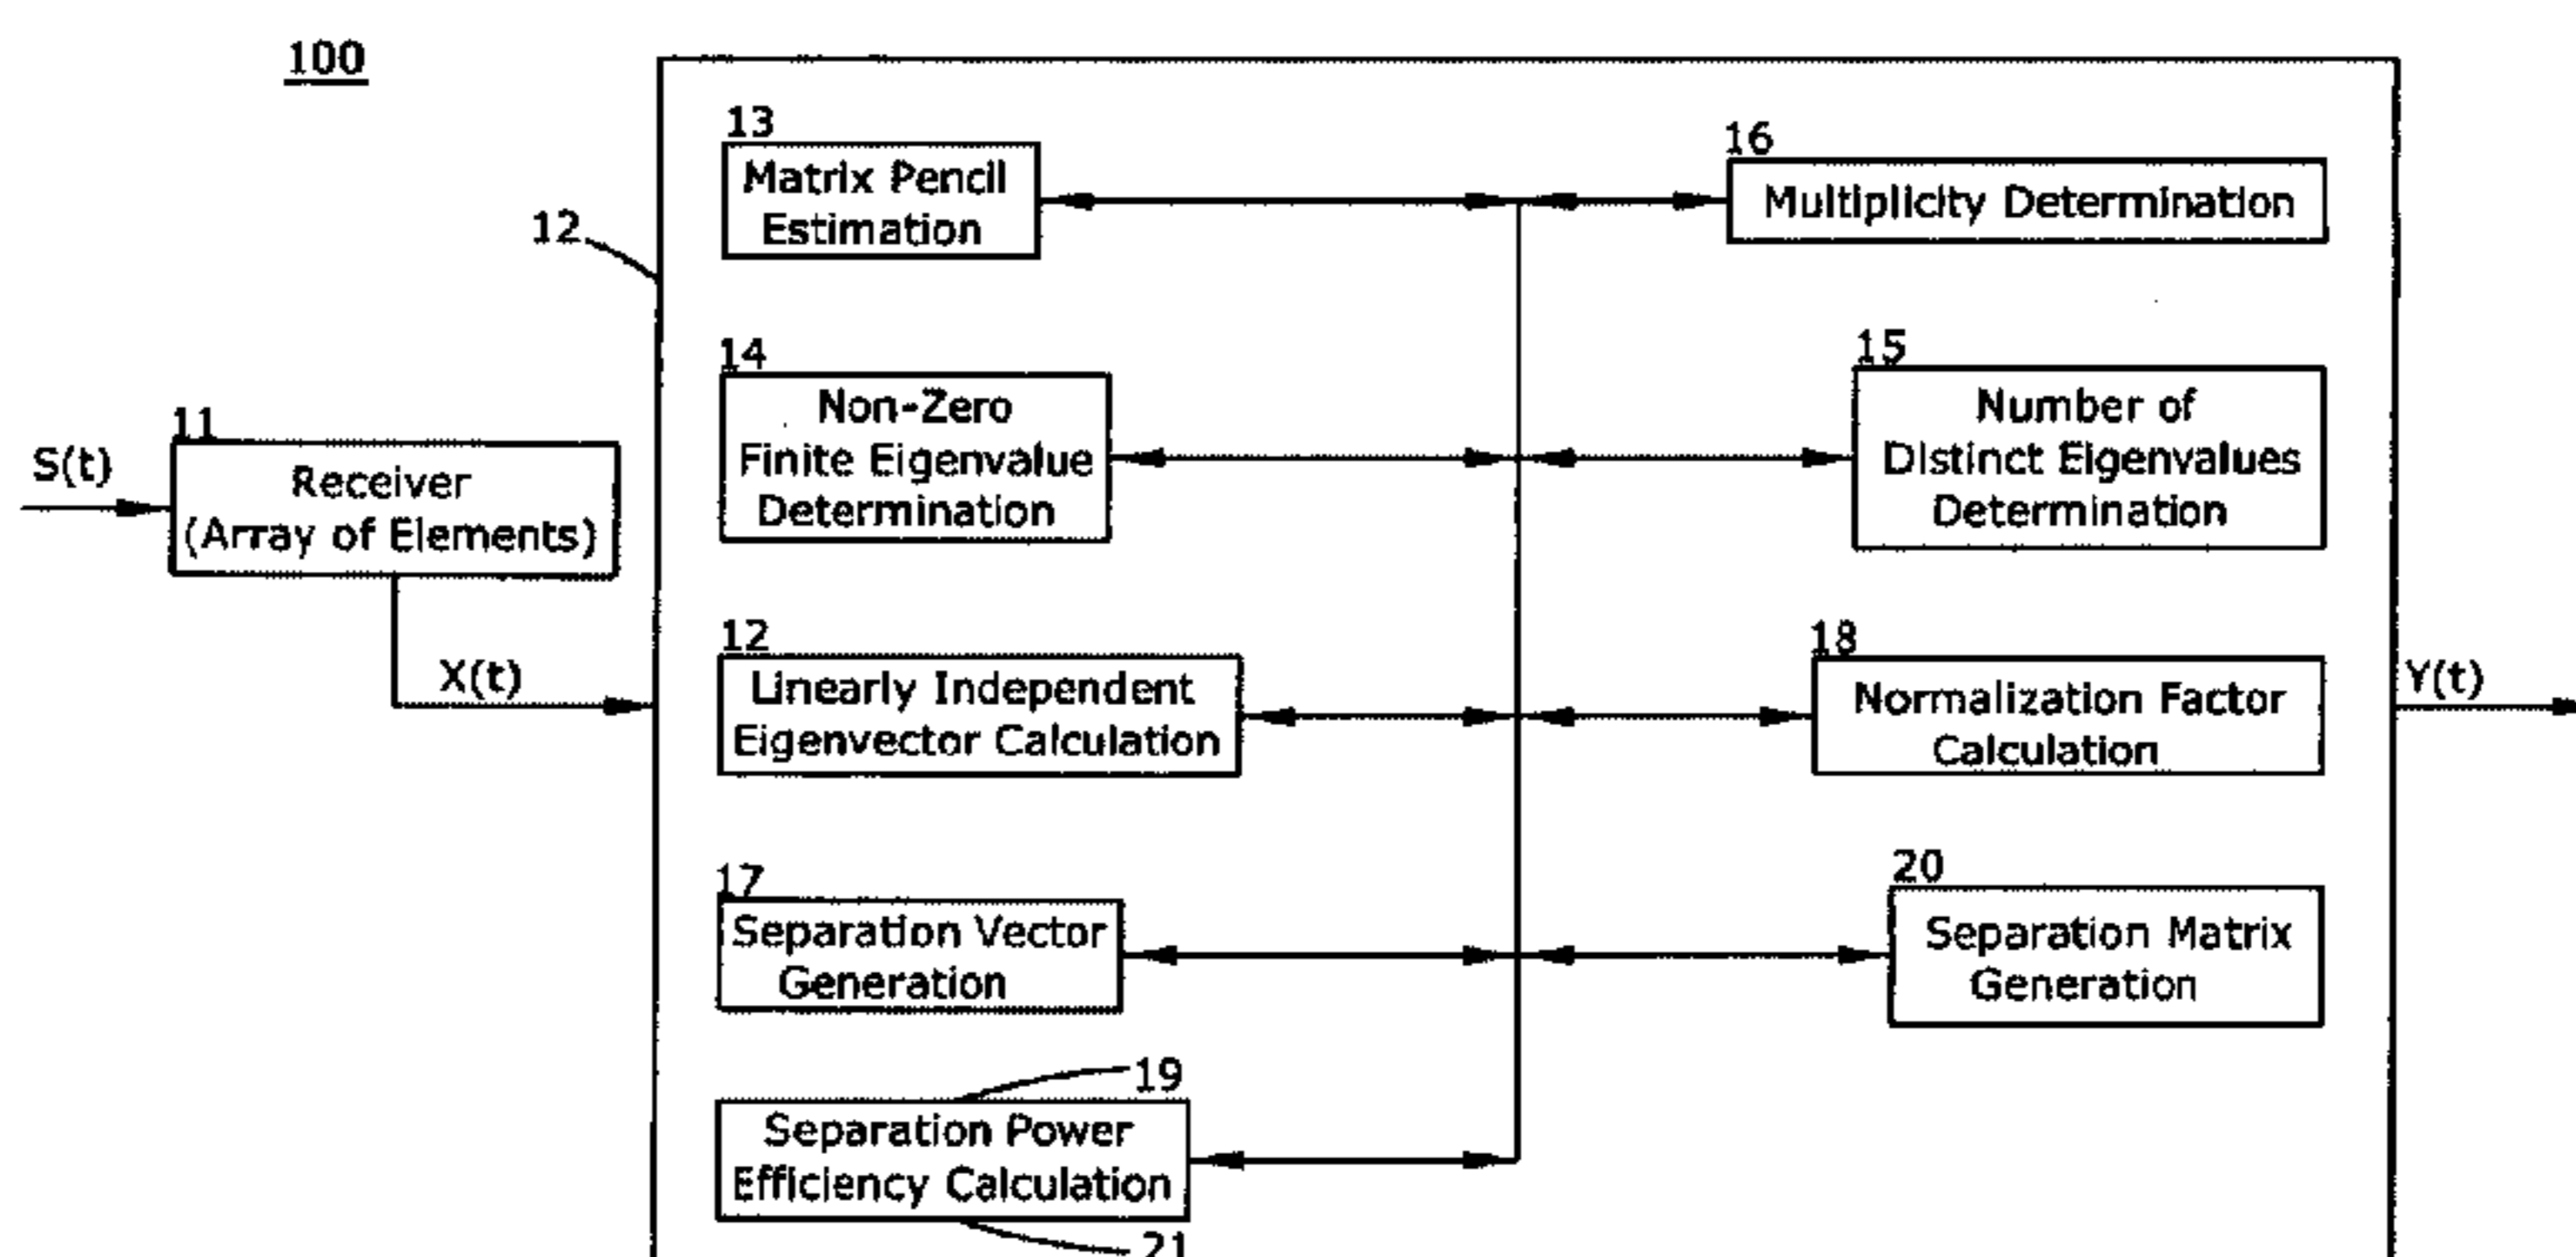 100
13
Matrix Pencil
Estimation
16
Multiplicity Determination
12
14
Non-Zero
Finite Eigenvalue
Determination
15
Number of
Distinct Eigenvalues
Determination
S(t)
11
Receiver
(Array of Elements)
X(t)
12
Linearly Independent
Eigenvector Calculation
18
Normalization Factor
Calculation
Y(t)
17
Separation Vector
Generation
20
Separation Matrix
Generation
19
Separation Power
Efficiency Calculation
21